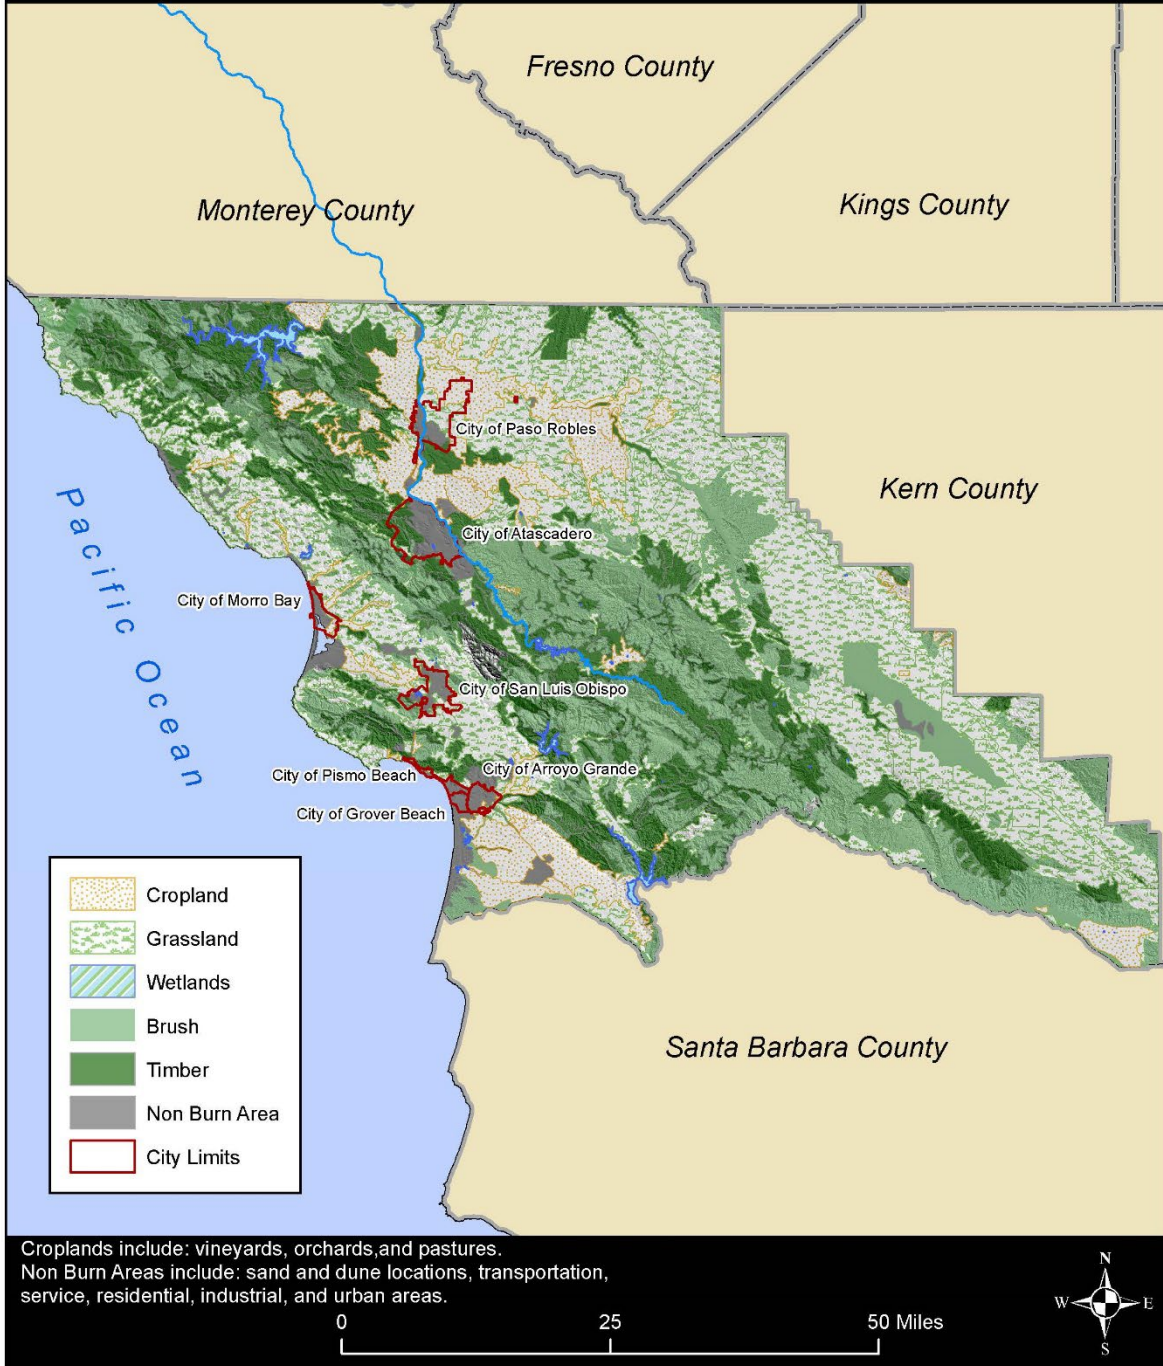 Fresno County
Monterey County
Kings County
City of Paso Robles
Kern County
City of Atascadero
Pacific Ocean
City of Morro Bay
City of San Luis Obispo
City of Pismo Beach
City of Arroyo Grande
City of Grover Beach
Cropland
Grassland
Wetlands
Brush
Timber
Non Burn Area
City Limits
Santa Barbara County
Croplands include: vineyards, orchards,and pastures.
Non Burn Areas include: sand and dune locations, transportation,
service, residential, industrial, and urban areas.
0 25 50 Miles
N
W E
S